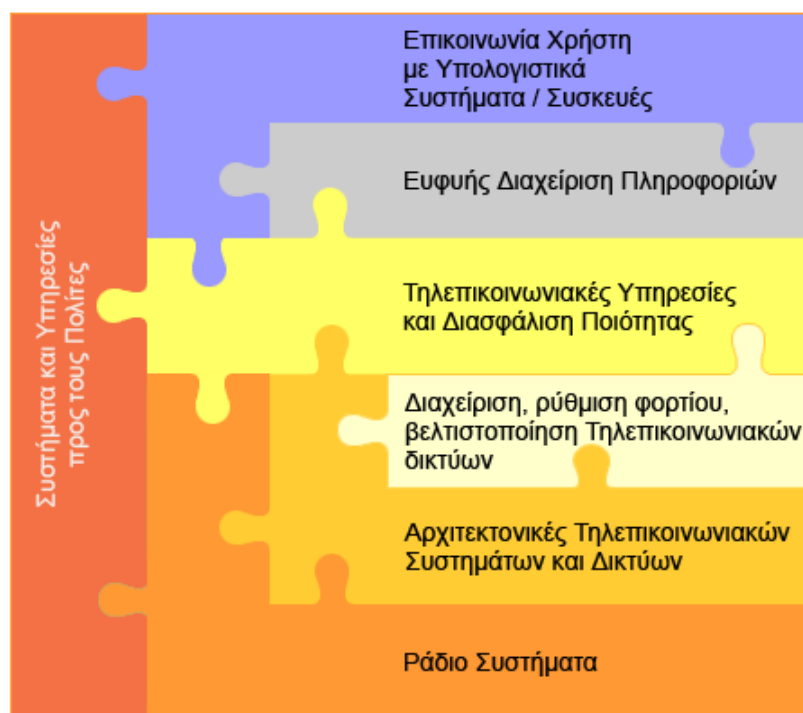 Επικοινωνία Χρήστη
με Υπολογιστικά
Συστήματα / Συσκευές
Ευφυής Διαχείριση Πληροφοριών
Τηλεπικοινωνιακές Υπηρεσίες
και Διασφάλιση Ποιότητας
Διαχείριση, ρύθμιση φορτίου,
βελτιστοποίηση Τηλεπικοινωνιακών
δικτύων
Αρχιτεκτονικές Τηλεπικοινωνιακών
Συστημάτων και Δικτύων
Ράδιο Συστήματα
Συστήματα και Υπηρεσίες
προς τους Πολίτες